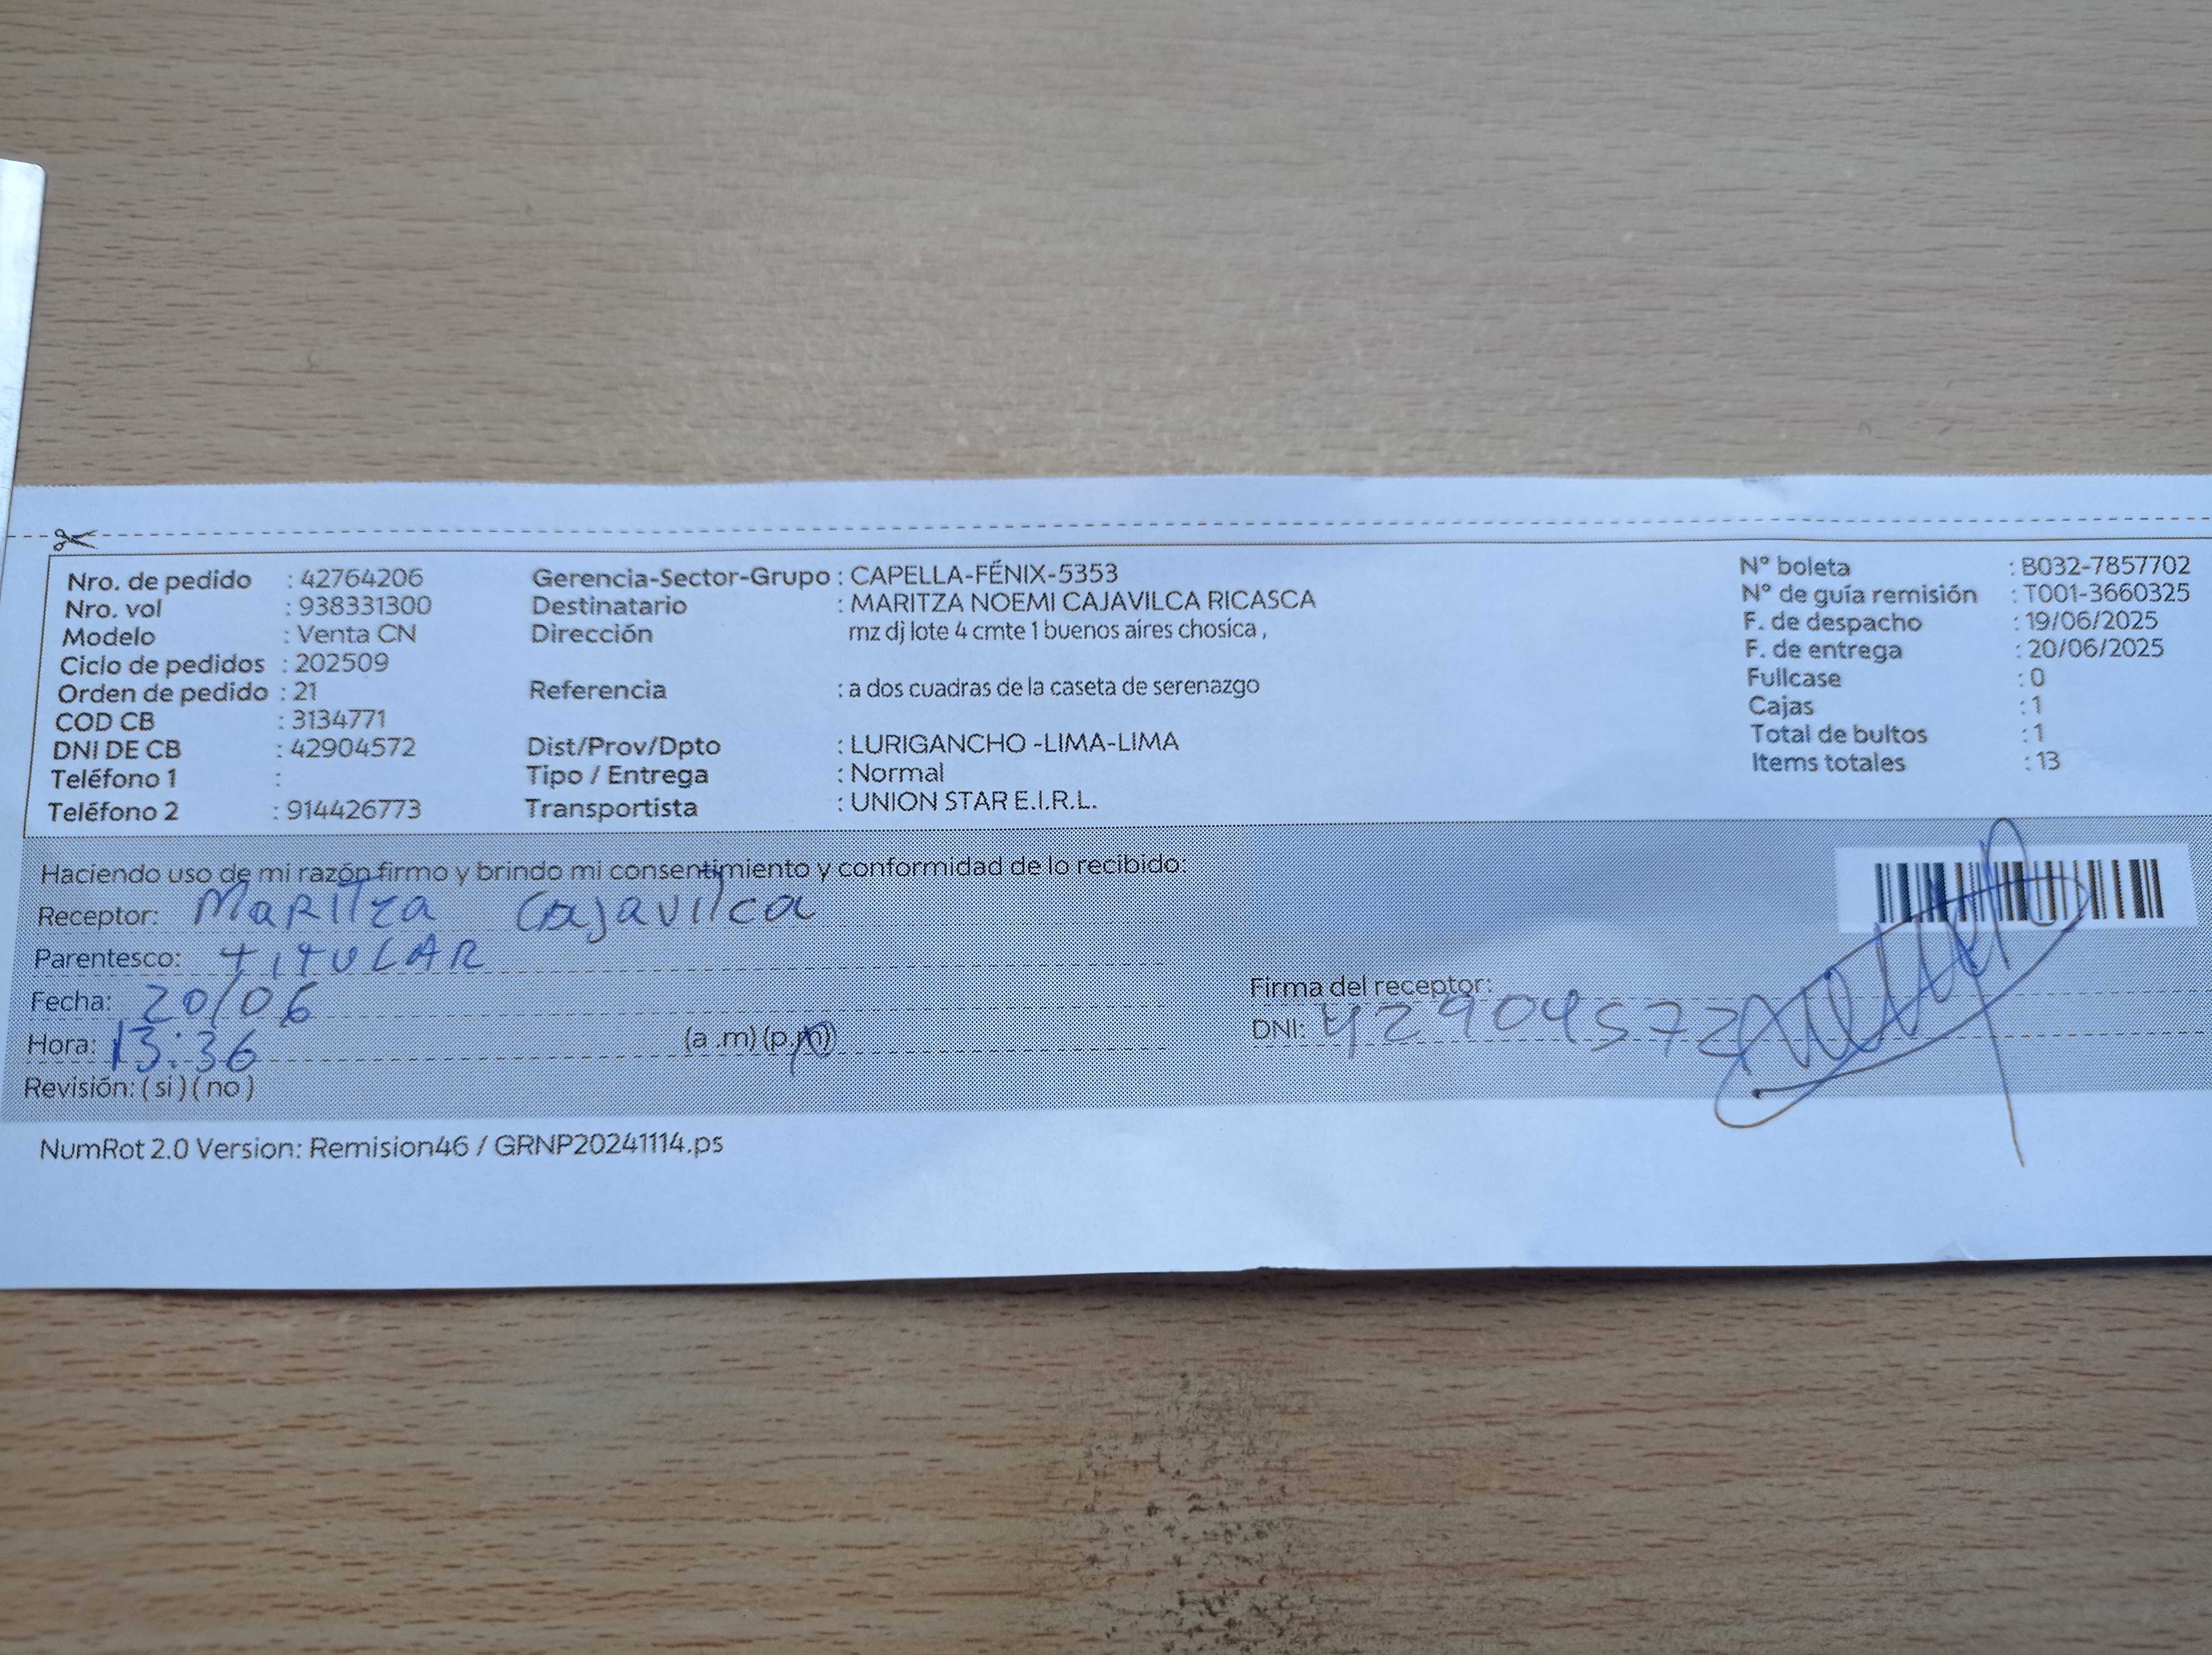 Nro. de pedido : 42764206
Nro. vol : 938331300
Modelo : Venta CN
Ciclo de pedidos : 202509
Orden de pedido : 21
COD CB : 3134771
DNI DE CB : 42904572
Teléfono 1 :
Teléfono 2 : 914426773
Gerencia-Sector-Grupo : CAPELLA-FÉNIX-5353
Destinatario : MARITZA NOEMI CAJAVILCA RICASCA
Dirección mz dj lote 4 cmte 1 buenos aires chosica ,
Referencia : a dos cuadras de la caseta de serenazgo
Dist/Prov/Dpto : LURIGANCHO -LIMA-LIMA
Tipo / Entrega : Normal
Transportista : UNION STAR E.I.R.L.
N° boleta : B032-7857702
N° de guía remisión : T001-3660325
F. de despacho : 19/06/2025
F. de entrega : 20/06/2025
Fullcase : 0
Cajas : 1
Total de bultos : 1
Items totales : 13
Haciendo uso de mi razón firmo y brindo mi consentimiento y conformidad de lo recibido:
Receptor: Maritza Cajavilca
Parentesco: TITULAR
Fecha: 20/06
Hora: 13:36 (a .m) (p.m)
Revisión: ( si ) ( no )
Firma del receptor:
DNI: 42904572
NumRot 2.0 Version: Remision46 / GRNP20241114.ps